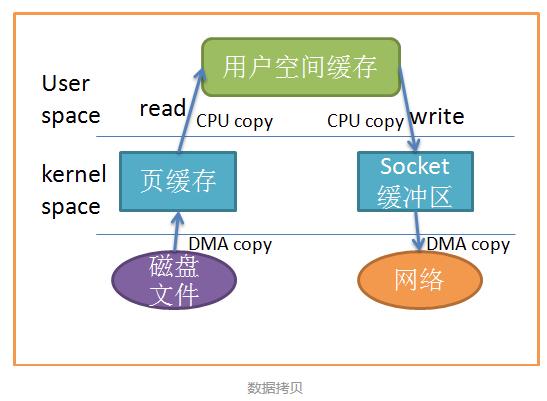 用户空间缓存
User
space
read
CPU copy
CPU copy
write
kernel
space
页缓存
Socket
缓冲区
DMA copy
DMA copy
磁盘
文件
网络
数据拷贝